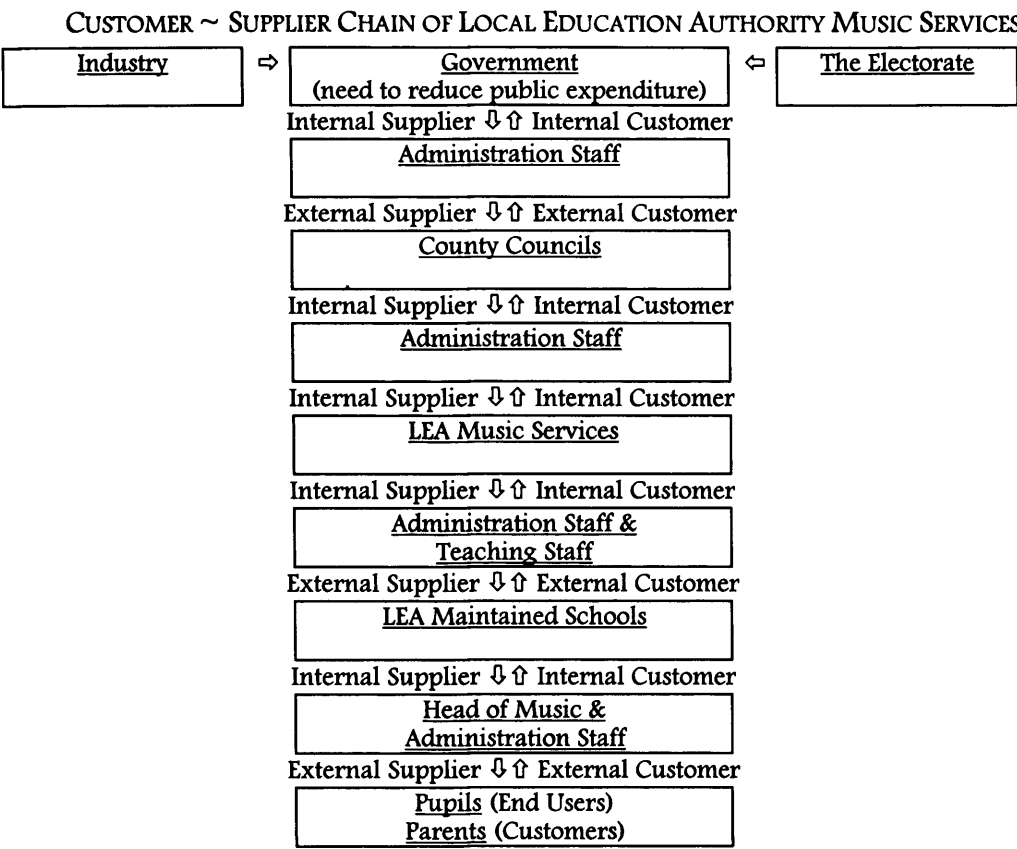 CUSTOMER ~ SUPPLIER CHAIN OF LOCAL EDUCATION AUTHORITY MUSIC SERVICES
Industry ⇨ Government ⇦ The Electorate
(need to reduce public expenditure)
Internal Supplier ⇩⇧ Internal Customer
Administration Staff
External Supplier ⇩⇧ External Customer
County Councils
Internal Supplier ⇩⇧ Internal Customer
Administration Staff
Internal Supplier ⇩⇧ Internal Customer
LEA Music Services
Internal Supplier ⇩⇧ Internal Customer
Administration Staff &
Teaching Staff
External Supplier ⇩⇧ External Customer
LEA Maintained Schools
Internal Supplier ⇩⇧ Internal Customer
Head of Music &
Administration Staff
External Supplier ⇩⇧ External Customer
Pupils (End Users)
Parents (Customers)